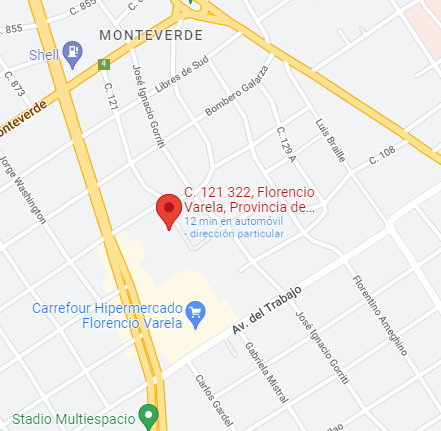 C. 855
C. 855
MONTEVERDE
Shell
4
C. 873
C. 121
José Ignacio Gorriti
Libres de Sud
Bombero Galarza
onteverde
C. 129 A
Luis Braille
C. 108
Jorge Washington
C. 121 322, Florencio
Varela, Provincia de...
12 min en automóvil
- dirección particular
Carrefour Hipermercado
Florencio Varela
Av. del Trabajo
Florentino Ameghino
José Ignacio Gorriti
Gabriela Mistral
Carlos Gardel
Stadio Multiespacio